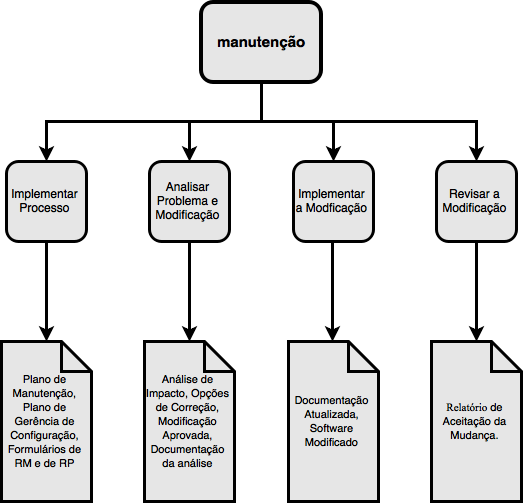 manutenção
Implementar
Processo
Analisar
Problema e
Modificação
Implementar
a Modficação
Revisar a
Modificação
Plano de
Manutenção,
Plano de
Gerência de
Configuração,
Formulários de
RM e de RP
Análise de
Impacto, Opções
de Correção,
Modificação
Aprovada,
Documentação
da análise
Documentação
Atualizada,
Software
Modificado
Relatório de
Aceitação da
Mudança.